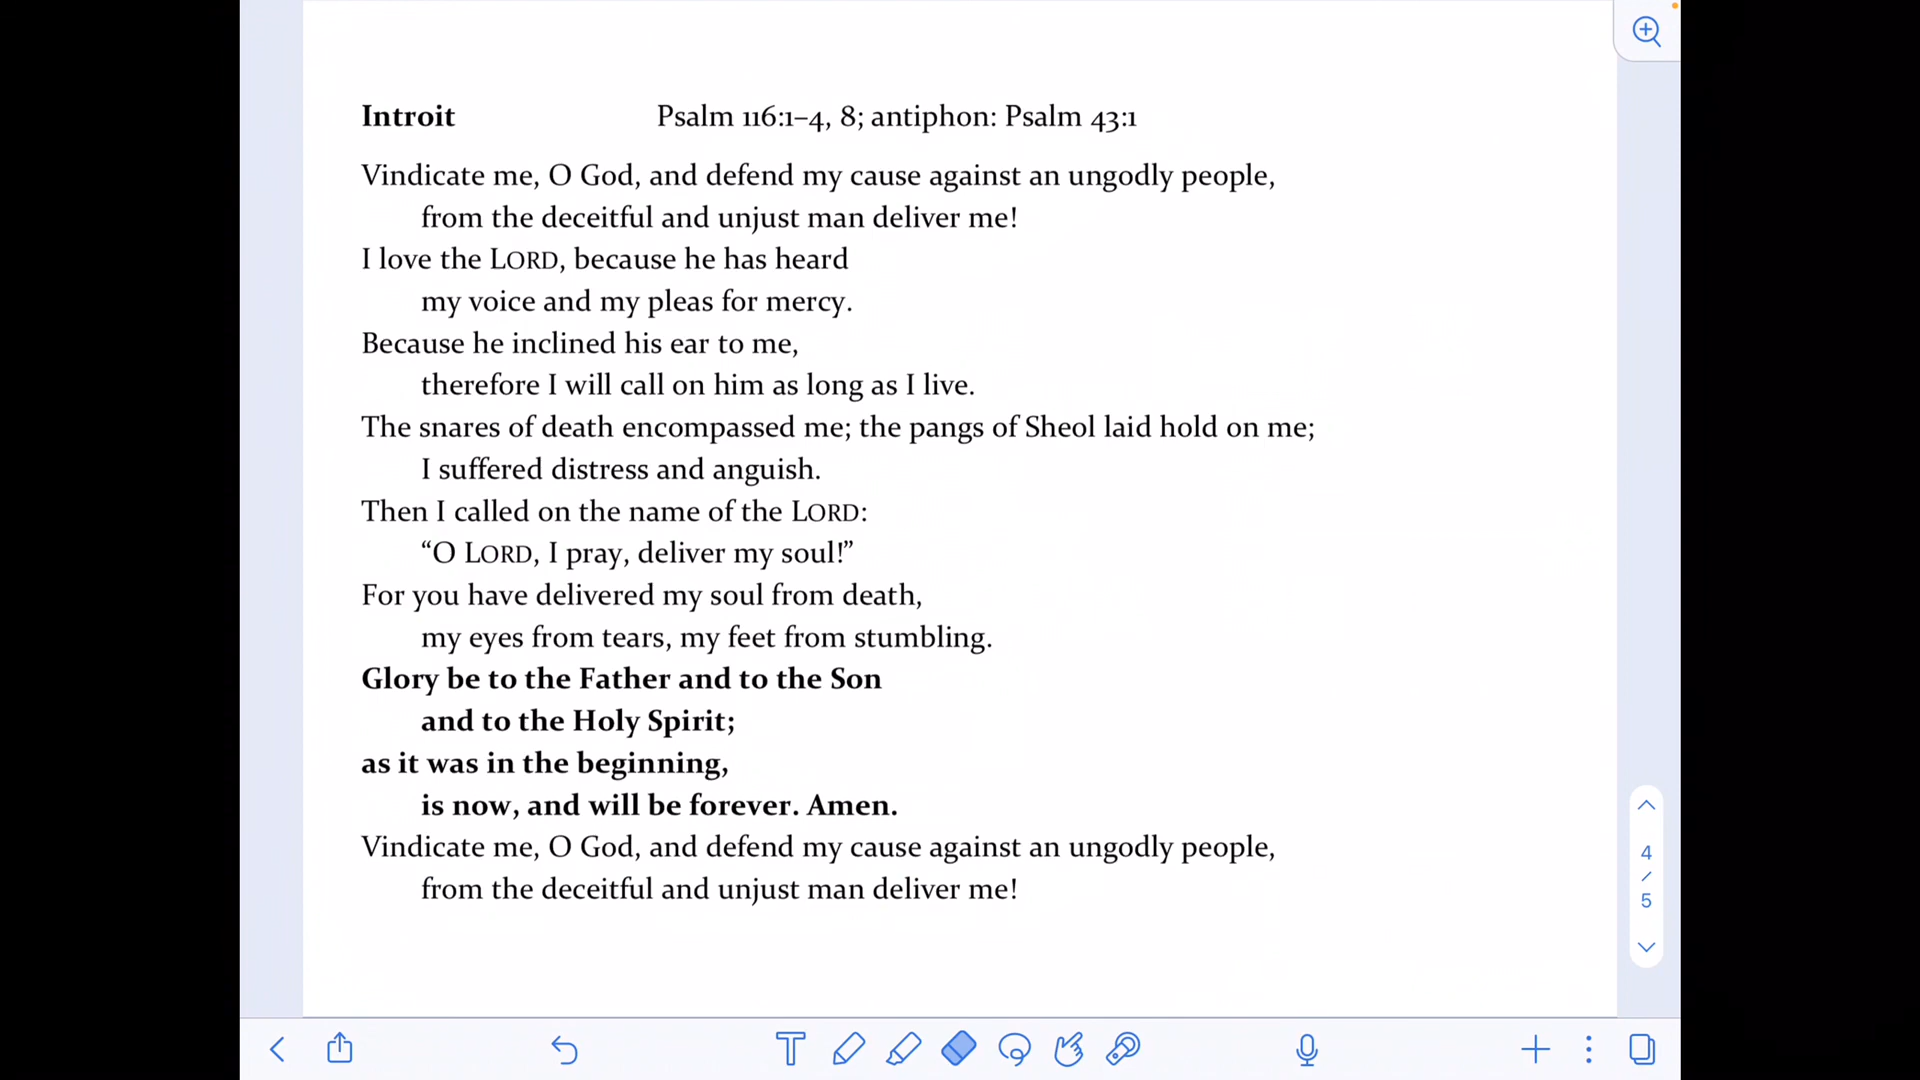 Introit Psalm 116:1–4, 8; antiphon: Psalm 43:1
Vindicate me, O God, and defend my cause against an ungodly people,
from the deceitful and unjust man deliver me!
I love the LORD, because he has heard
my voice and my pleas for mercy.
Because he inclined his ear to me,
therefore I will call on him as long as I live.
The snares of death encompassed me; the pangs of Sheol laid hold on me;
I suffered distress and anguish.
Then I called on the name of the LORD:
“O LORD, I pray, deliver my soul!”
For you have delivered my soul from death,
my eyes from tears, my feet from stumbling.
Glory be to the Father and to the Son
and to the Holy Spirit;
as it was in the beginning,
is now, and will be forever. Amen.
Vindicate me, O God, and defend my cause against an ungodly people,
from the deceitful and unjust man deliver me!
4
/
5